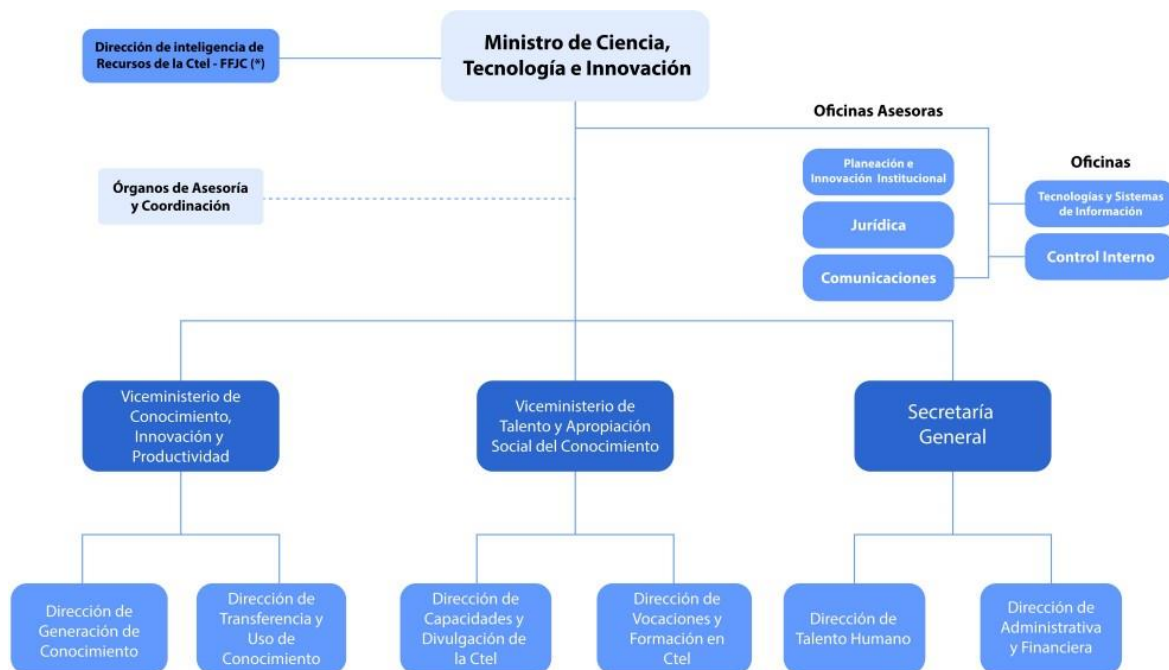 Dirección de inteligencia de
Recursos de la Ctel - FFJC (*)
Ministro de Ciencia,
Tecnología e Innovación
Oficinas Asesoras
Planeación e
Innovación Institucional
Jurídica
Comunicaciones
Oficinas
Tecnologías y Sistemas
de Información
Control Interno
Órganos de Asesoría
y Coordinación
Viceministerio de
Conocimiento,
Innovación y
Productividad
Viceministerio de
Talento y Apropiación
Social del Conocimiento
Secretaría
General
Dirección de
Generación de
Conocimiento
Dirección de
Transferencia y
Uso de
Conocimiento
Dirección de
Capacidades y
Divulgación de
la Ctel
Dirección de
Vocaciones y
Formación en
Ctel
Dirección de
Talento Humano
Dirección de
Administrativa
y Financiera